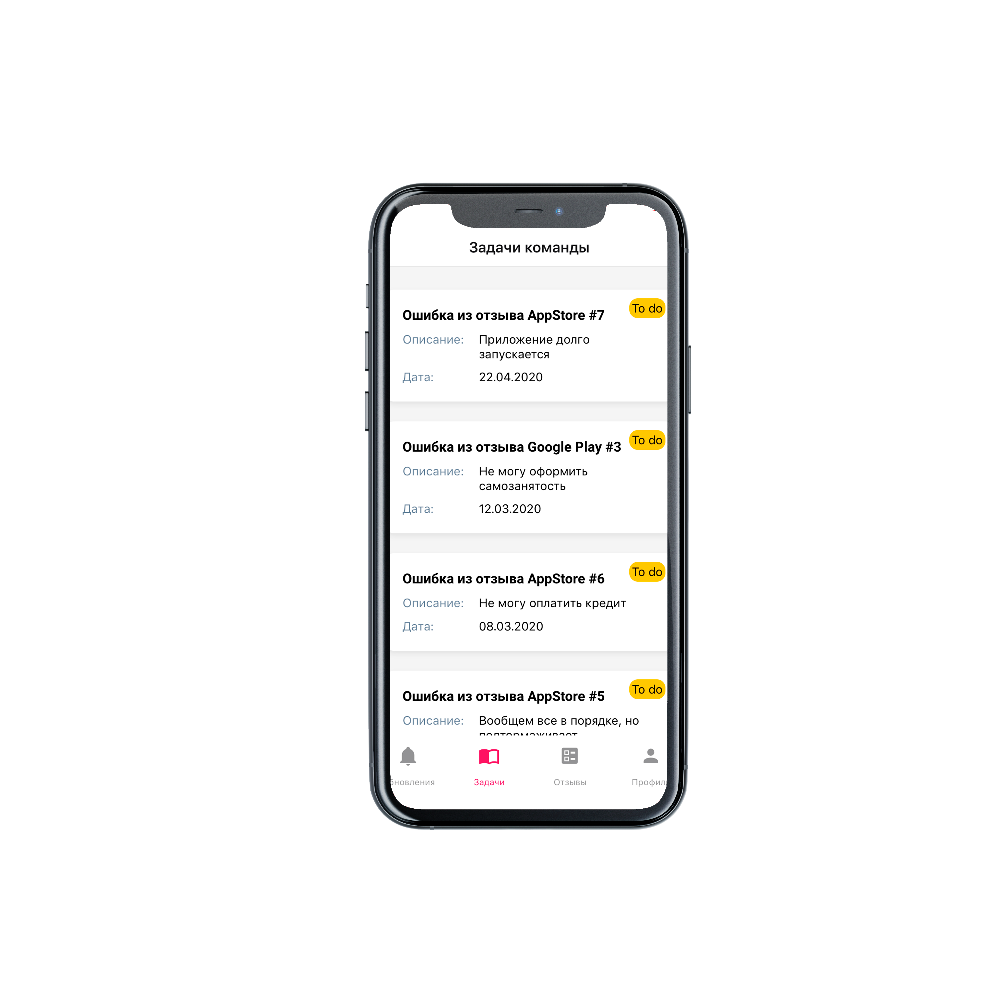 Задачи команды
To do
Ошибка из отзыва AppStore #7
Описание: Приложение долго
запускается
Дата: 22.04.2020
To do
Ошибка из отзыва Google Play #3
Описание: Не могу оформить
самозанятость
Дата: 12.03.2020
To do
Ошибка из отзыва AppStore #6
Описание: Не могу оплатить кредит
Дата: 08.03.2020
To do
Ошибка из отзыва AppStore #5
Описание: Вообщем все в порядке, но
подтормаживает
бновления Задачи Отзывы Профил